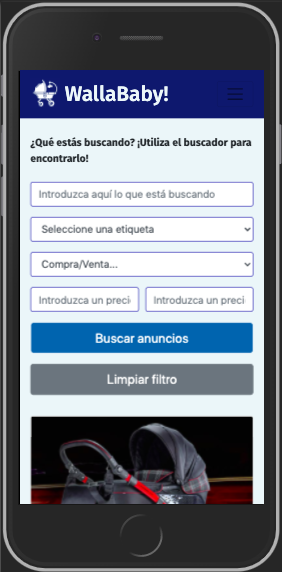 WallaBaby!
¿Qué estás buscando? ¡Utiliza el buscador para
encontrarlo!
Introduzca aquí lo que está buscando
Seleccione una etiqueta
Compra/Venta...
Introduzca un preci Introduzca un preci
Buscar anuncios
Limpiar filtro